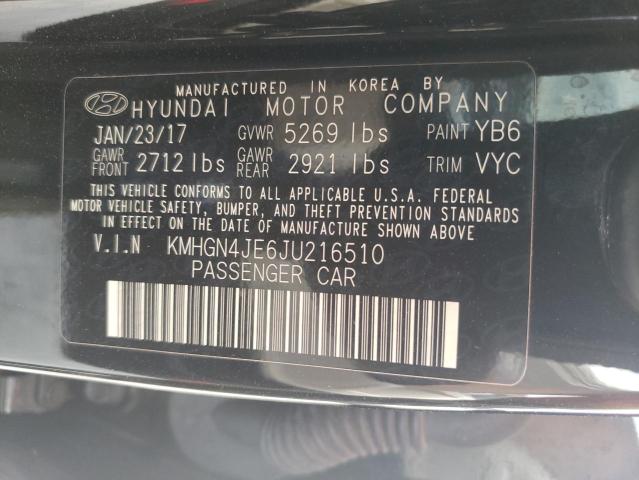 MANUFACTURED IN KOREA BY
HYUNDAI MOTOR COMPANY
JAN/23/17 GVWR 5269 lbs PAINT YB6
GAWR FRONT 2712 lbs GAWR REAR 2921 lbs TRIM VYC
THIS VEHICLE CONFORMS TO ALL APPLICABLE U.S.A. FEDERAL
MOTOR VEHICLE SAFETY, BUMPER, AND THEFT PREVENTION STANDARDS
IN EFFECT ON THE DATE OF MANUFACTURE SHOWN ABOVE.
V.I.N KMHGN4JE6JU216510
PASSENGER CAR